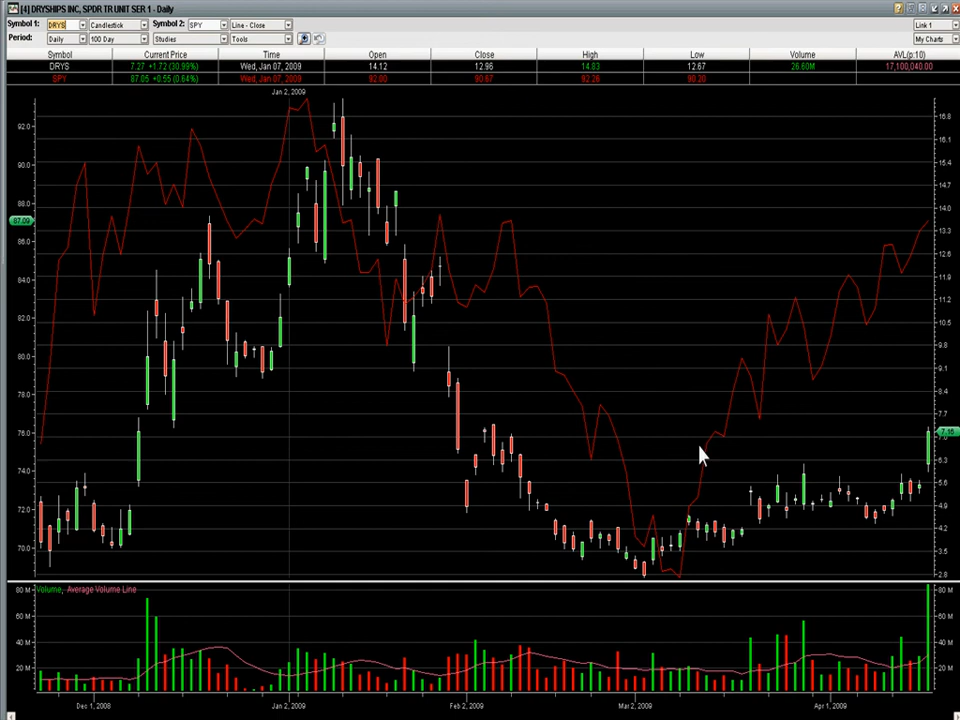 [4] DRYSHIPS INC, SPDR TR UNIT SER 1 - Daily
Symbol 1: DRYS Candlestick Symbol 2: SPY Line - Close Link 1
Period: Daily 100 Day Studies Tools My Charts
Symbol Current Price Time Open Close High Low Volume AVL(p:10)
DRYS 7.27 +1.72 (30.99%) Wed, Jan 07, 2009 14.12 12.96 14.83 12.67 26.60M 17,100,040.00
SPY 87.05 +0.55 (0.64%) Wed, Jan 07, 2009 92.00 90.67 92.26 90.20
Jan 2, 2009
92.0 16.8
16.1
90.0 15.4
14.7
88.0 14.0
87.09 13.3
86.0 12.6
84.0 11.9
11.2
82.0 10.5
80.0 9.8
9.1
78.0 8.4
7.7
76.0 7.0
6.3
74.0 5.6
72.0 4.9
4.2
70.0 3.5
2.8
Volume, Average Volume Line
80 M 80 M
60 M 60 M
40 M 40 M
20 M 20 M
Dec 1, 2008 Jan 2, 2009 Feb 2, 2009 Mar 2, 2009 Apr 1, 2009